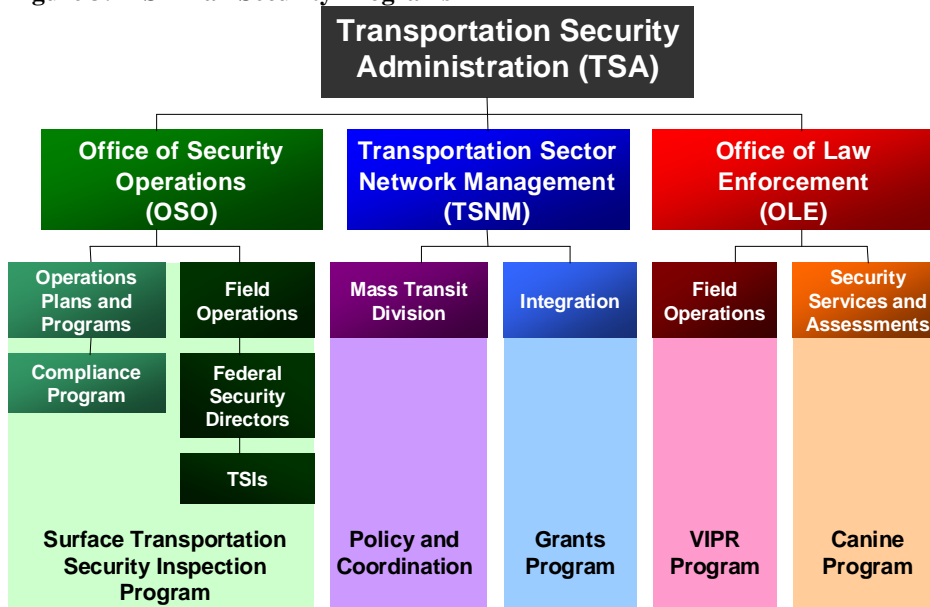 Transportation Security
Administration (TSA)
Office of Security
Operations
(OSO)
Transportation Sector
Network Management
(TSNM)
Office of Law
Enforcement
(OLE)
Operations
Plans and
Programs
Field
Operations
Mass Transit
Division
Integration
Field
Operations
Security
Services and
Assessments
Compliance
Program
Federal
Security
Directors
TSIs
Surface Transportation
Security Inspection
Program
Policy and
Coordination
Grants
Program
VIPR
Program
Canine
Program